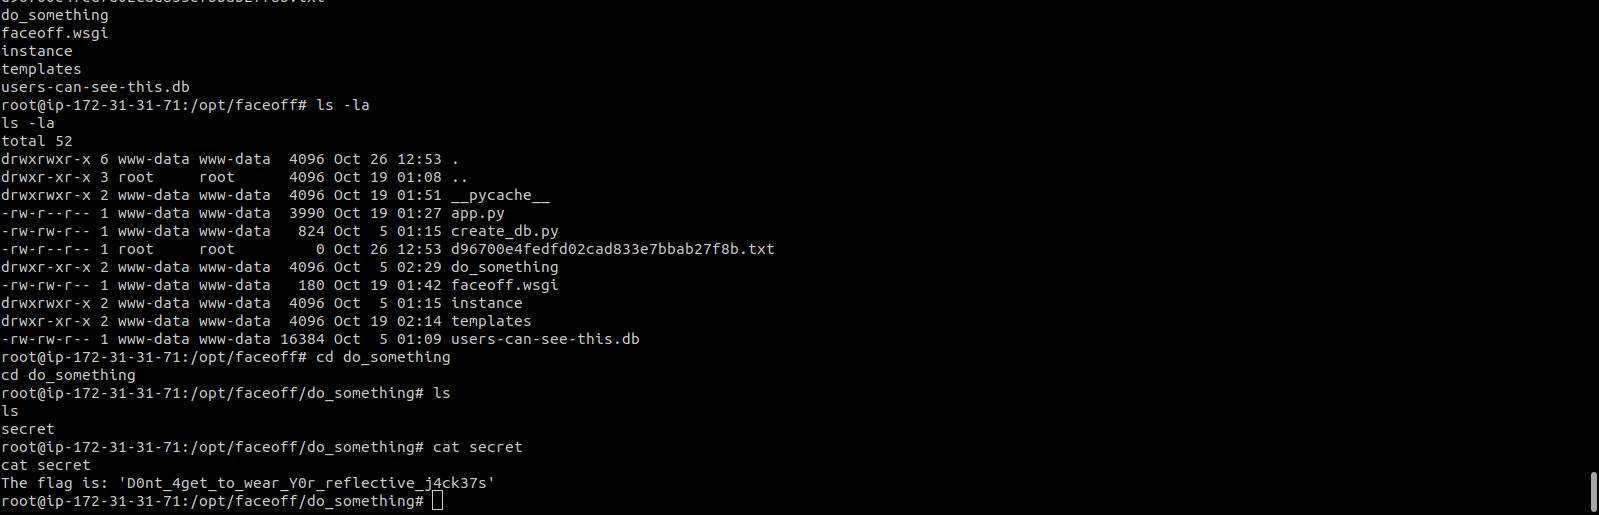 do_something
faceoff.wsgi
instance
templates
users-can-see-this.db
root@ip-172-31-31-71:/opt/faceoff# ls -la
ls -la
total 52
drwxrwxr-x 6 www-data www-data  4096 Oct 26 12:53 .
drwxr-xr-x 3 root     root      4096 Oct 19 01:08 ..
drwxrwxr-x 2 www-data www-data  4096 Oct 19 01:51 __pycache__
-rw-r--r-- 1 www-data www-data  3990 Oct 19 01:27 app.py
-rw-rw-r-- 1 www-data www-data   824 Oct  5 01:15 create_db.py
-rw-r--r-- 1 root     root         0 Oct 26 12:53 d96700e4fedfd02cad833e7bbab27f8b.txt
drwxr-xr-x 2 www-data www-data  4096 Oct  5 02:29 do_something
-rw-rw-r-- 1 www-data www-data   180 Oct 19 01:42 faceoff.wsgi
drwxrwxr-x 2 www-data www-data  4096 Oct  5 01:15 instance
drwxr-xr-x 2 www-data www-data  4096 Oct 19 02:14 templates
-rw-rw-r-- 1 www-data www-data 16384 Oct  5 01:09 users-can-see-this.db
root@ip-172-31-31-71:/opt/faceoff# cd do_something
cd do_something
root@ip-172-31-31-71:/opt/faceoff/do_something# ls
ls
secret
root@ip-172-31-31-71:/opt/faceoff/do_something# cat secret
cat secret
The flag is: 'D0nt_4get_to_wear_Y0r_reflective_j4ck37s'
root@ip-172-31-31-71:/opt/faceoff/do_something#